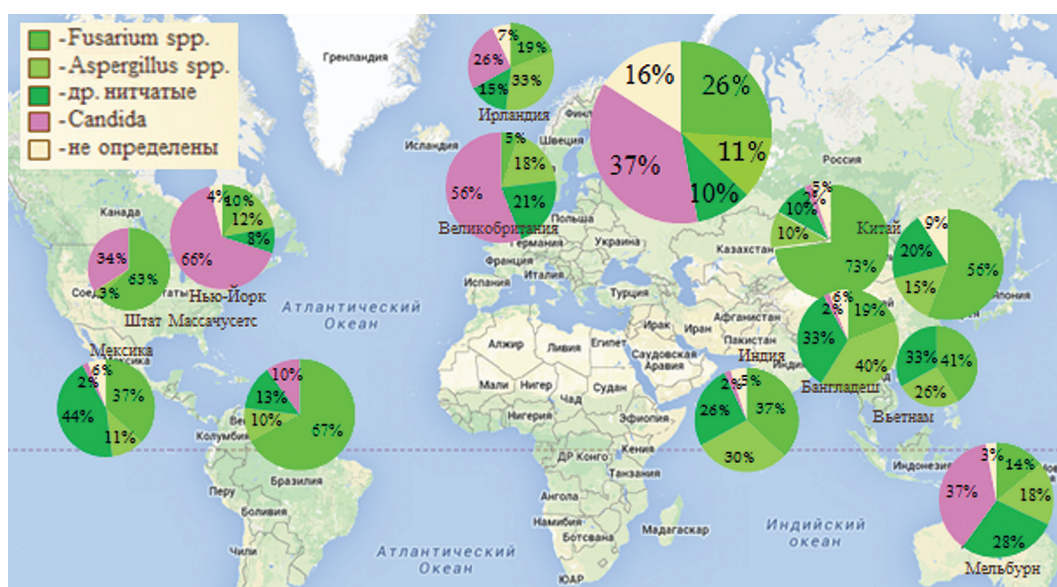 -Fusarium spp.
-Aspergillus spp.
-др. нитчатые
-Candida
-не определены
Гренландия
7%
19%
26%
33%
15%
Ирландия
Исландия
16%
26%
11%
37%
10%
Швеция
Россия
5%
18%
56%
21%
Великобритания
Польша
Германия
Украина
Франция
Италия
Испания
Турция
Казахстан
Канада
4%
10%
12%
8%
66%
Нью-Йорк
34%
63%
3%
Штат Массачусетс
Атлантический
Океан
5%
2%
10%
10%
73%
Китай
9%
20%
56%
15%
Япония
Ирак
Иран
Афганистан
Пакистан
Алжир
Ливия
Египет
Саудовская
Аравия
Индия
6%
2%
19%
33%
40%
Бангладеш
33%
41%
26%
Вьетнам
Мексика
6%
2%
37%
44%
11%
10%
13%
10%
67%
Колумбия
Мали
Нигер
Судан
Чад
Нигерия
Эфиопия
Кения
ДР Конго
Танзания
5%
2%
37%
26%
30%
Перу
Бразилия
Боливия
Чили
Ангола
Намибия
Ботсвана
Мадагаскар
ЮАР
Атлантический
Океан
Индийский
океан
Индонезия
3%
14%
18%
37%
28%
Мельбурн